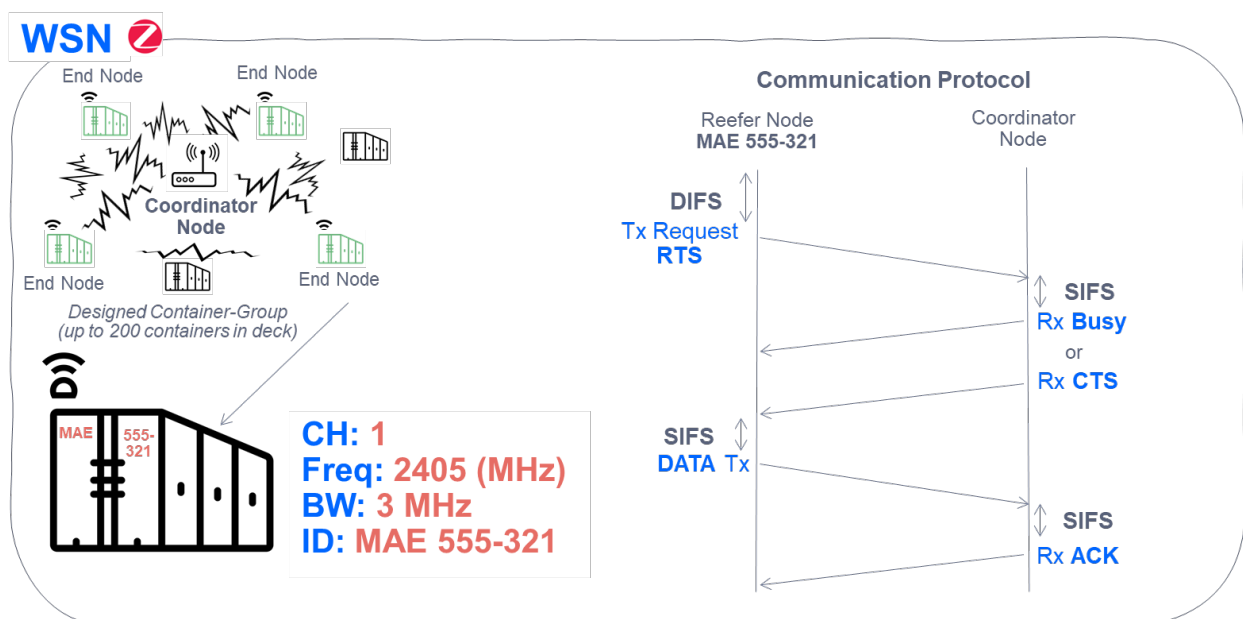 WSN
End Node
End Node
Coordinator
Node
End Node
End Node
Designed Container-Group
(up to 200 containers in deck)
MAE
555-
321
CH: 1
Freq: 2405 (MHz)
BW: 3 MHz
ID: MAE 555-321
Communication Protocol
Reefer Node
MAE 555-321
Coordinator
Node
DIFS
Tx Request
RTS
SIFS
Rx Busy
or
Rx CTS
SIFS
DATA Tx
SIFS
Rx ACK